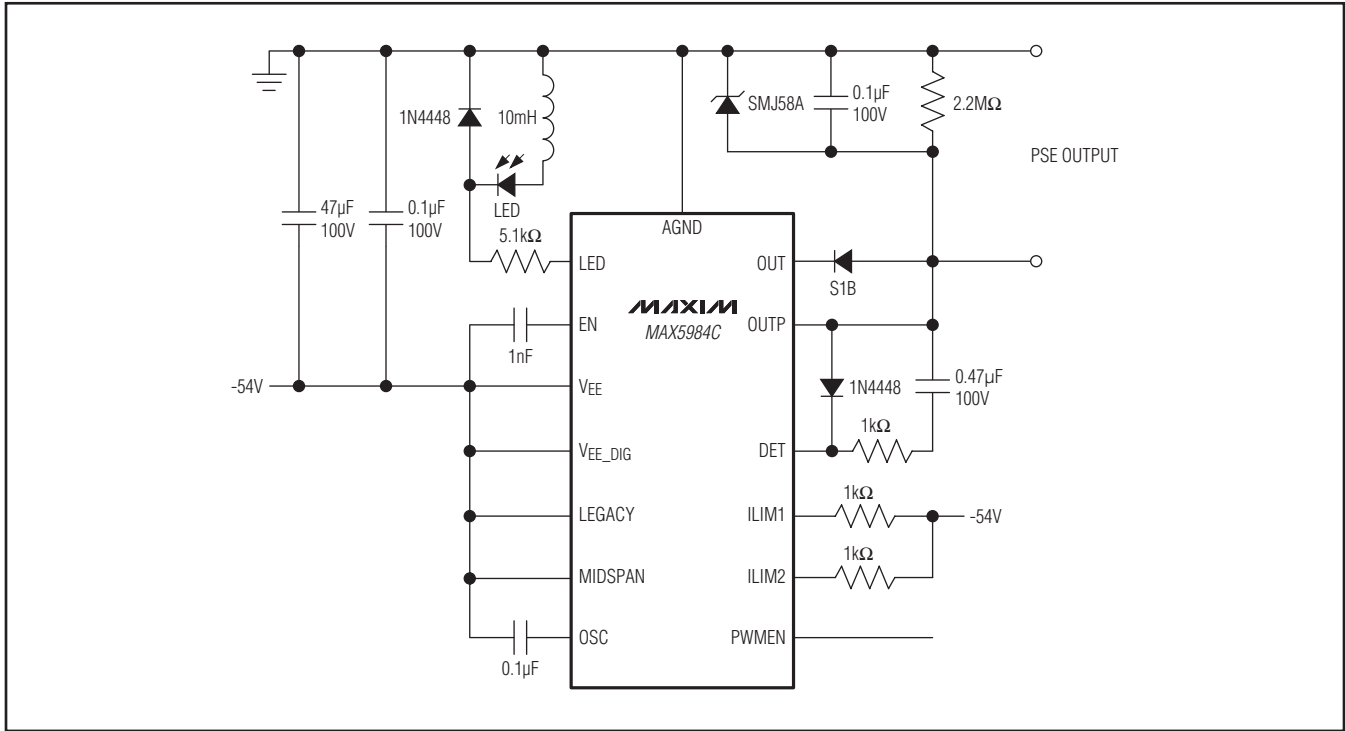 1N4448
10mH
SMJ58A
0.1µF
100V
2.2MΩ
PSE OUTPUT
47µF
100V
0.1µF
100V
LED
5.1kΩ
AGND
LED
OUT
S1B
MAXIM
MAX5984C
EN
OUTP
1nF
-54V
VEE
1N4448
0.47µF
100V
1kΩ
VEE_DIG
DET
1kΩ
LEGACY
ILIM1
-54V
1kΩ
MIDSPAN
ILIM2
OSC
PWMEN
0.1µF